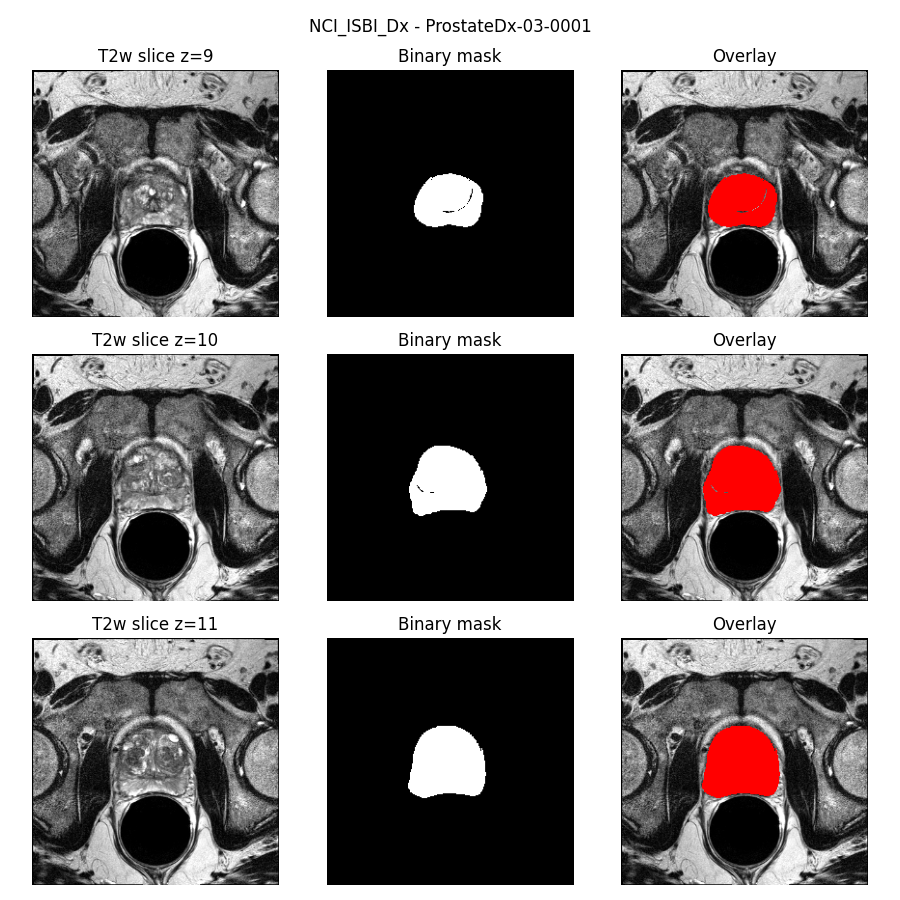 NCI_ISBI_Dx - ProstateDx-03-0001
T2w slice z=9
Binary mask
Overlay
T2w slice z=10
Binary mask
Overlay
T2w slice z=11
Binary mask
Overlay